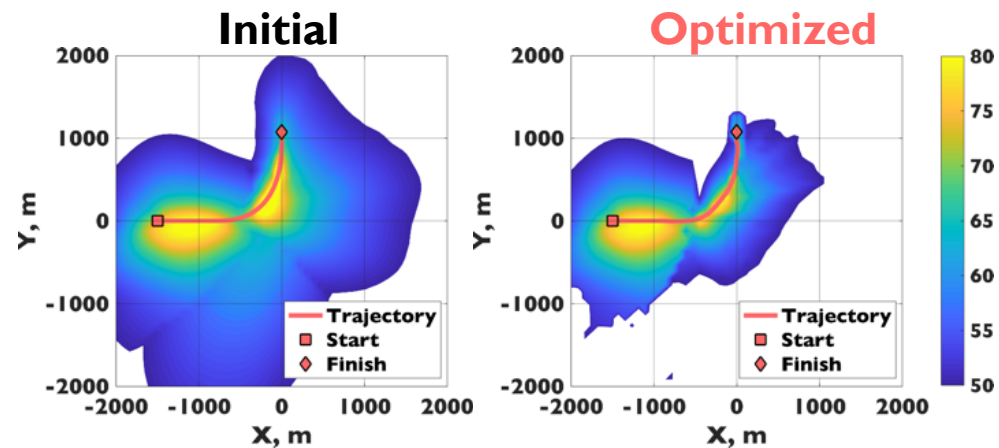 Initial
2000
1000
0
-1000
-2000
Y, m
-2000 -1000 0 1000 2000
X, m
Trajectory
Start
Finish
Optimized
2000
1000
0
-1000
-2000
Y, m
-2000 -1000 0 1000 2000
X, m
Trajectory
Start
Finish
80
75
70
65
60
55
50